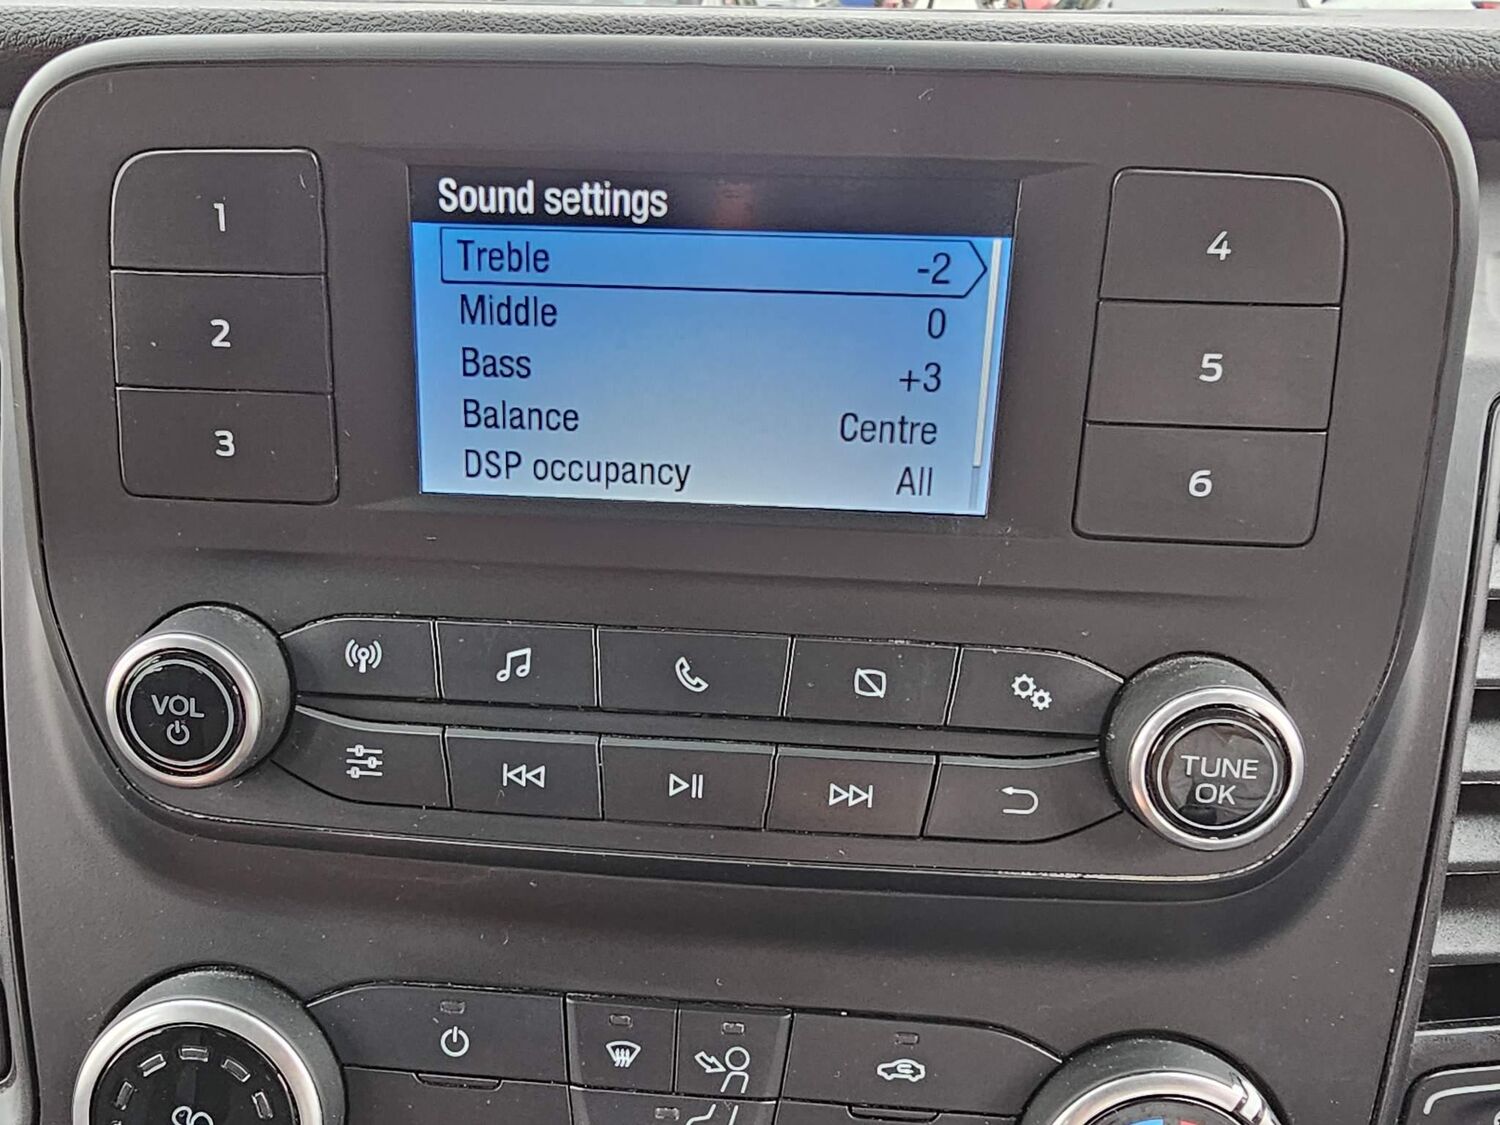 Sound settings
Treble -2
Middle 0
Bass +3
Balance Centre
DSP occupancy All
1
2
3
4
5
6
VOL
TUNE
OK